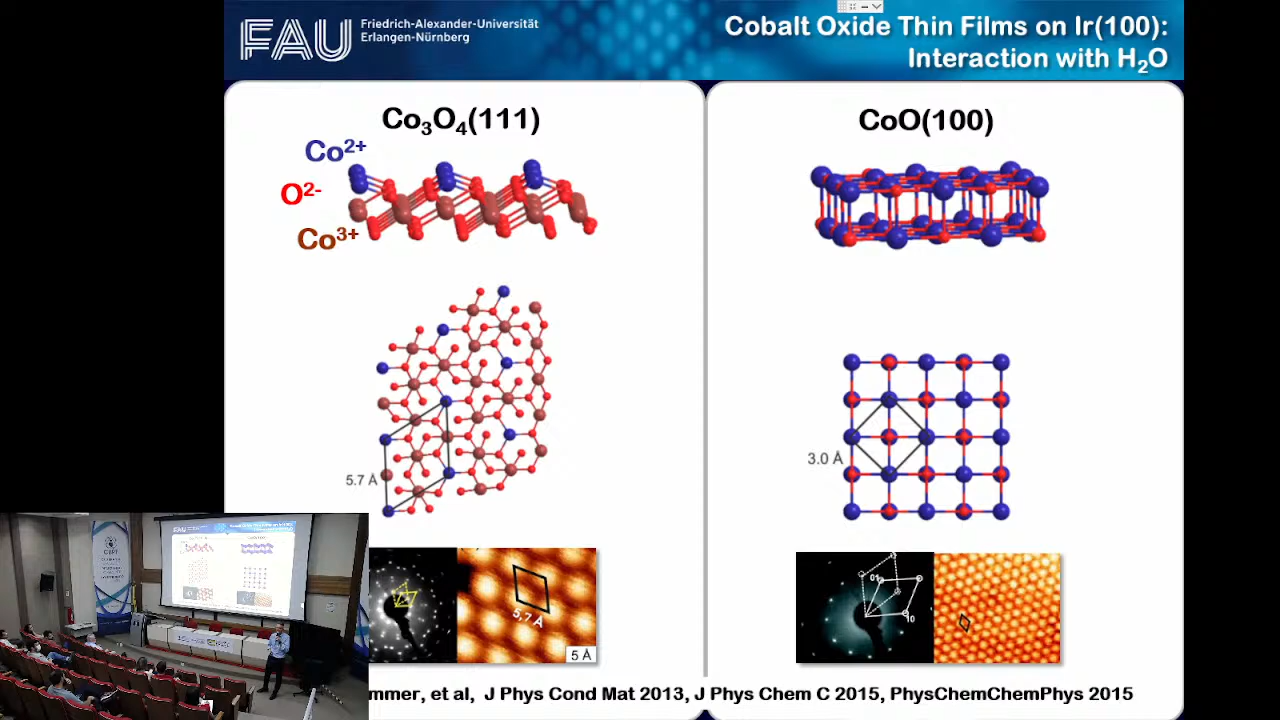 FAU
Friedrich-Alexander-Universität
Erlangen-Nürnberg
Cobalt Oxide Thin Films on Ir(100):
Interaction with H₂O
Co₃O₄(111)
Co²⁺
O²⁻
Co³⁺
5.7 Å
5,7 Å
5 Å
CoO(100)
3.0 Å
01
10
mmer, et al, J Phys Cond Mat 2013, J Phys Chem C 2015, PhysChemChemPhys 2015